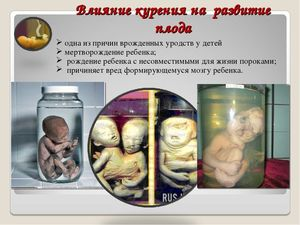 Влияние курения на развитие
плода
одна из причин врожденных уродств у детей
мертворождение ребенка;
рождение ребенка с несовместимыми для жизни пороками;
причиняет вред формирующемуся мозгу ребенка.
RUS